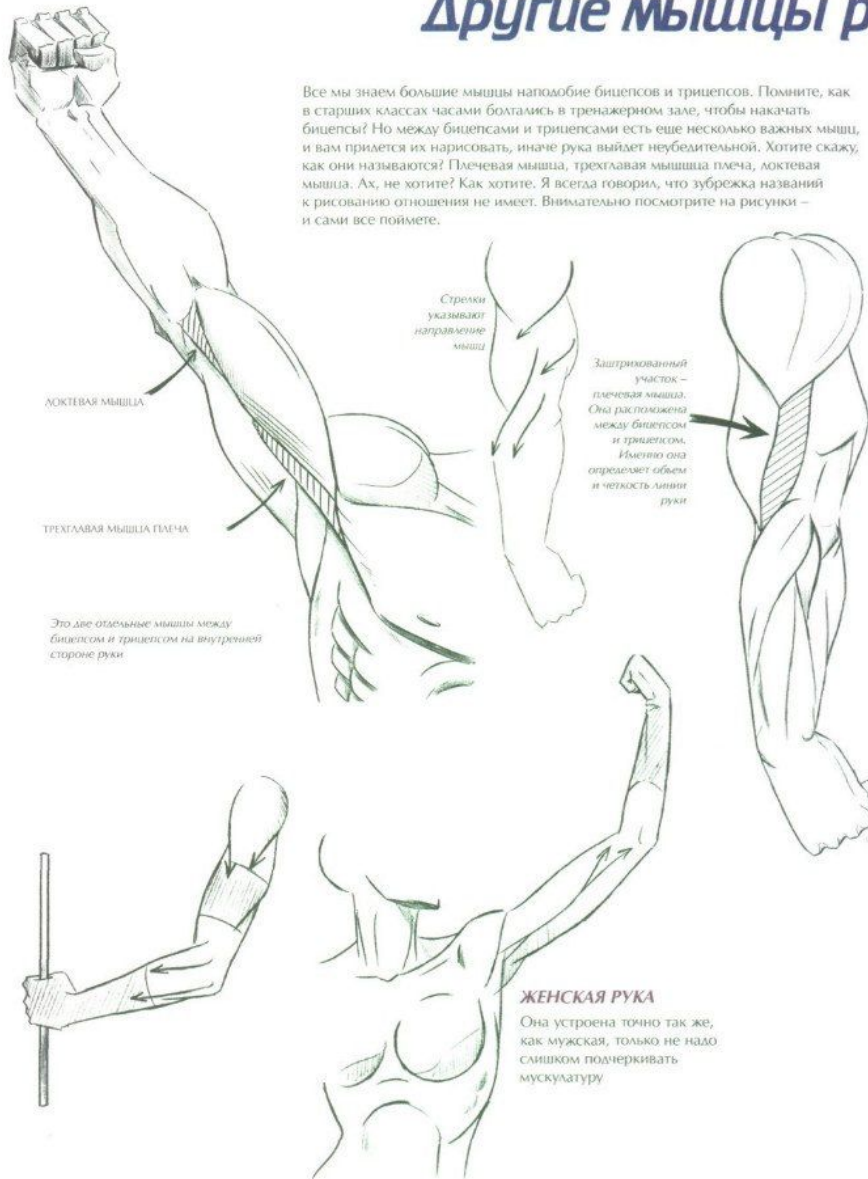 Другие мышцы р
Все мы знаем большие мышцы наподобие бицепсов и трицепсов. Помните, как
в старших классах часами болтались в тренажерном зале, чтобы накачать
бицепсы? Но между бицепсами и трицепсами есть еще несколько важных мышц,
и вам придется их нарисовать, иначе рука выйдет неубедительной. Хотите скажу,
как они называются? Плечевая мышца, трехглавая мышшца плеча, локтевая
мышца. Ах, не хотите? Как хотите. Я всегда говорил, что зубрежка названий
к рисованию отношения не имеет. Внимательно посмотрите на рисунки –
и сами все поймете.
Стрелки
указывают
направление
мышц
Заштрихованный
участок –
плечевая мышца.
Она расположена
между бицепсом
и трицепсом.
Именно она
определяет объем
и четкость линии
руки
ЛОКТЕВАЯ МЫШЦА
ТРЕХГЛАВАЯ МЫШЦА ПЛЕЧА
Это две отдельные мышцы между
бицепсом и трицепсом на внутренней
стороне руки
ЖЕНСКАЯ РУКА
Она устроена точно так же,
как мужская, только не надо
слишком подчеркивать
мускулатуру